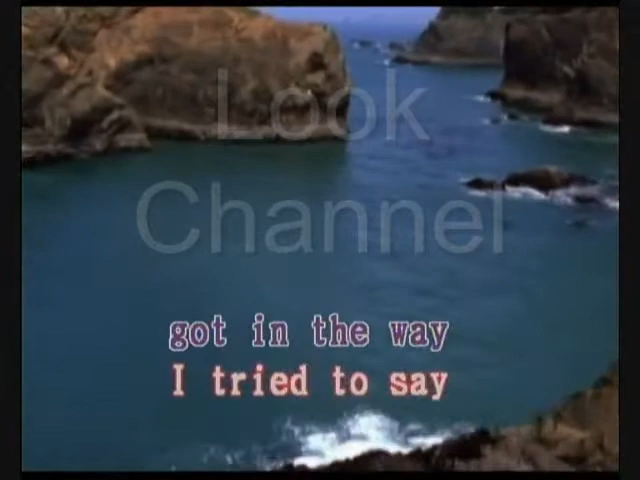 Look
Channel
got in the way
I tried to say